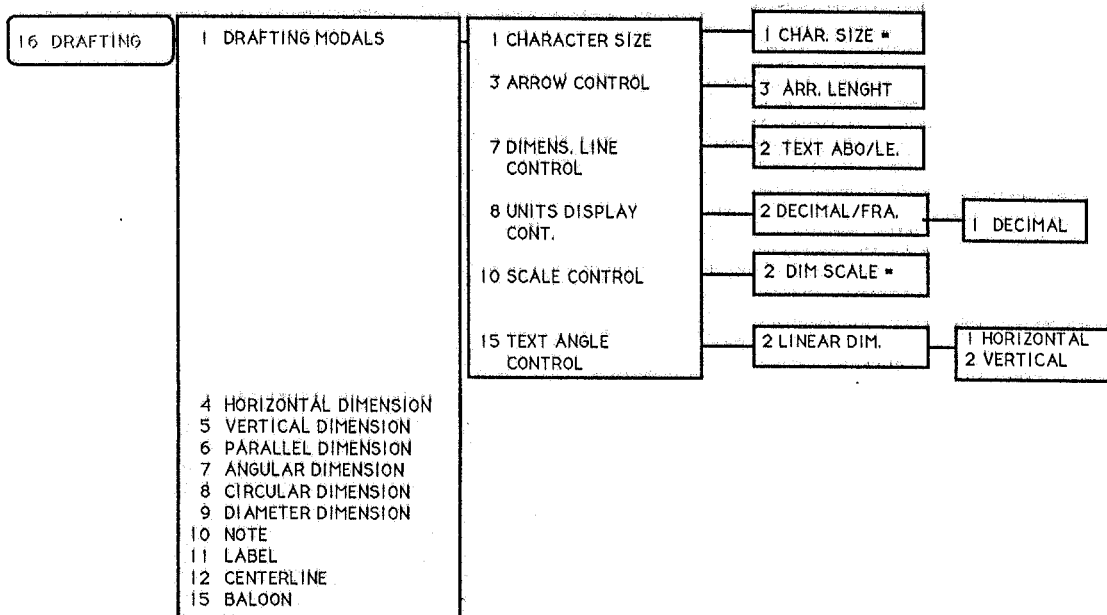 16 DRAFTING
1 DRAFTING MODALS
1 CHARACTER SIZE
1 CHAR. SIZE *
3 ARROW CONTROL
3 ARR. LENGHT
7 DIMENS. LINE
CONTROL
2 TEXT ABO/LE.
8 UNITS DISPLAY
CONT.
2 DECIMAL/FRA.
1 DECIMAL
10 SCALE CONTROL
2 DIM SCALE *
15 TEXT ANGLE
CONTROL
2 LINEAR DIM.
1 HORIZONTAL
2 VERTICAL
4 HORIZONTAL DIMENSION
5 VERTICAL DIMENSION
6 PARALLEL DIMENSION
7 ANGULAR DIMENSION
8 CIRCULAR DIMENSION
9 DIAMETER DIMENSION
10 NOTE
11 LABEL
12 CENTERLINE
15 BALOON